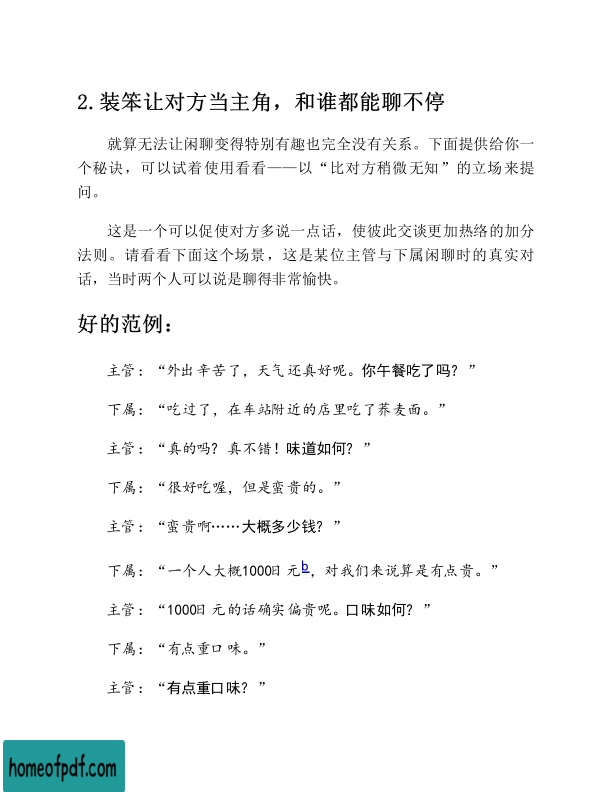 2.装笨让对方当主角，和谁都能聊不停
就算无法让闲聊变得特别有趣也完全没有关系。下面提供给你一
个秘诀，可以试着使用看看——以“比对方稍微无知”的立场来提
问。
这是一个可以促使对方多说一点话，使彼此交谈更加热络的加分
法则。请看看下面这个场景，这是某位主管与下属闲聊时的真实对
话，当时两个人可以说是聊得非常愉快。
好的范例：
主管：“外出辛苦了，天气还真好呢。你午餐吃了吗？”
下属：“吃过了，在车站附近的店里吃了荞麦面。”
主管：“真的吗？真不错！味道如何？”
下属：“很好吃喔，但是蛮贵的。”
主管：“蛮贵啊……大概多少钱？”
下属：“一个人大概1000日元b，对我们来说算是有点贵。”
主管：“1000日元的话确实偏贵呢。口味如何？”
下属：“有点重口味。”
主管：“有点重口味？”
homeofpdf.com